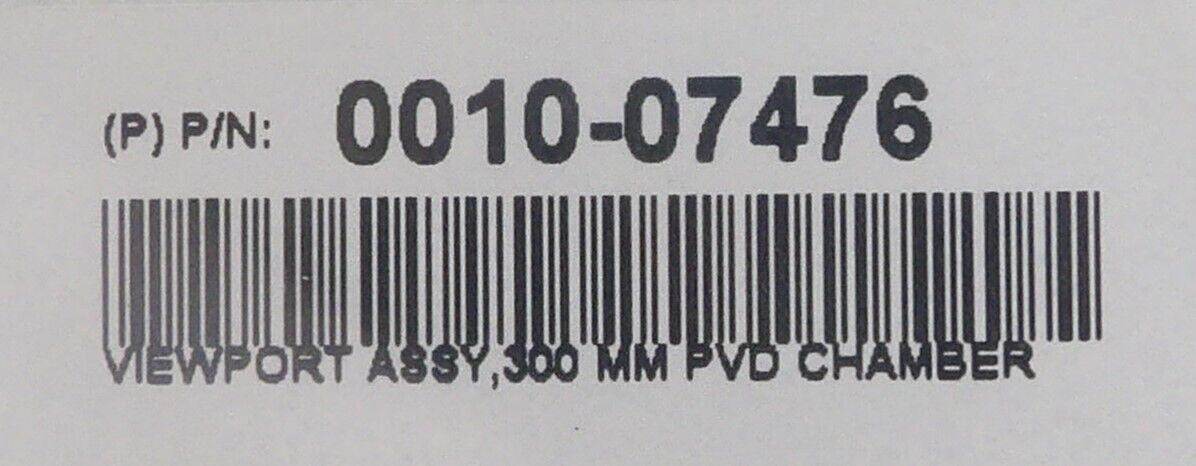 (P) P/N: 0010-07476
VIEWPORT ASSY,300 MM PVD CHAMBER